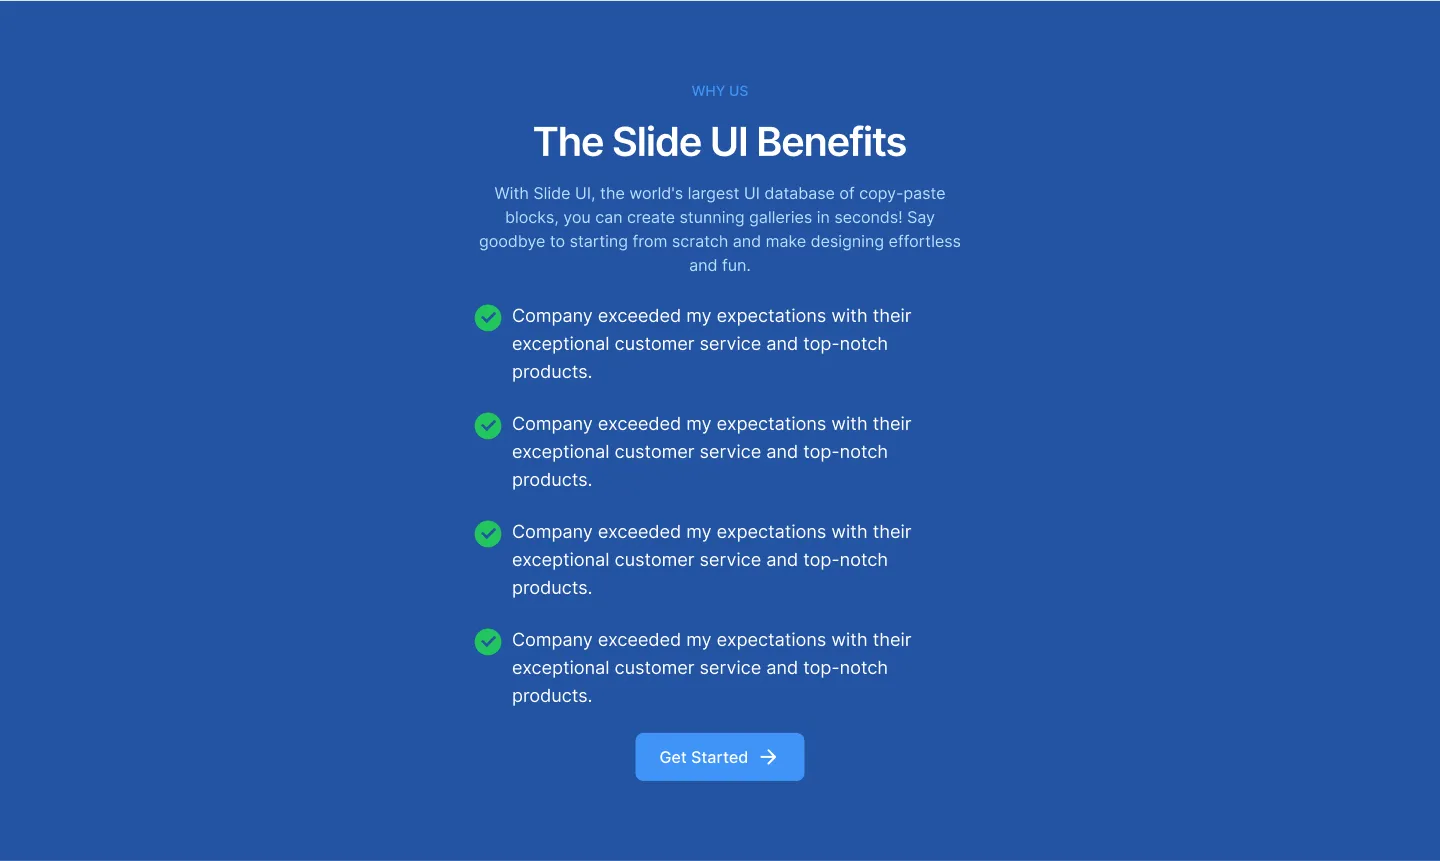 WHY US
The Slide UI Benefits
With Slide UI, the world's largest UI database of copy-paste
blocks, you can create stunning galleries in seconds! Say
goodbye to starting from scratch and make designing effortless
and fun.
Company exceeded my expectations with their
exceptional customer service and top-notch
products.
Company exceeded my expectations with their
exceptional customer service and top-notch
products.
Company exceeded my expectations with their
exceptional customer service and top-notch
products.
Company exceeded my expectations with their
exceptional customer service and top-notch
products.
Get Started